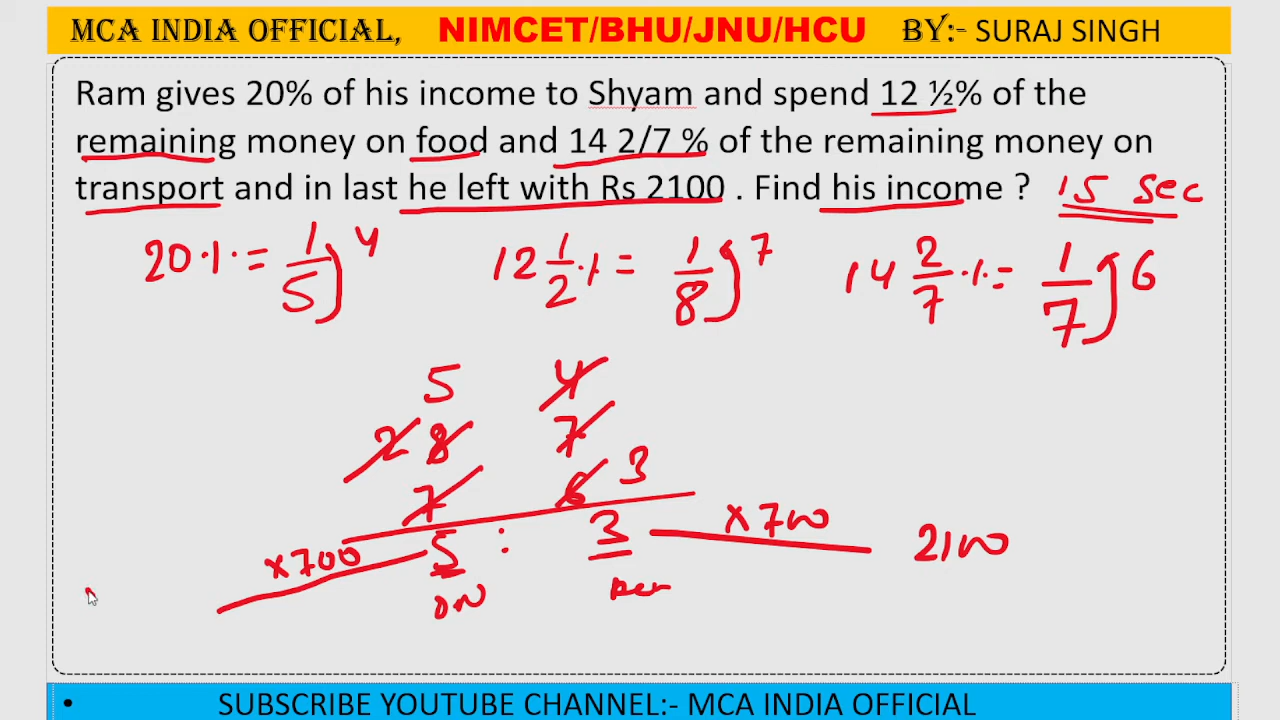 MCA INDIA OFFICIAL, NIMCET/BHU/JNU/HCU BY:- SURAJ SINGH
Ram gives 20% of his income to Shyam and spend 12 ½% of the
remaining money on food and 14 2/7 % of the remaining money on
transport and in last he left with Rs 2100 . Find his income ? 15 Sec
20% = 1/5 4 12 1/2 % = 1/8 7 14 2/7 % = 1/7 6
5 4
2 8 7
7 6 3
×700 5 : 3 ×700 2100
• SUBSCRIBE YOUTUBE CHANNEL:- MCA INDIA OFFICIAL